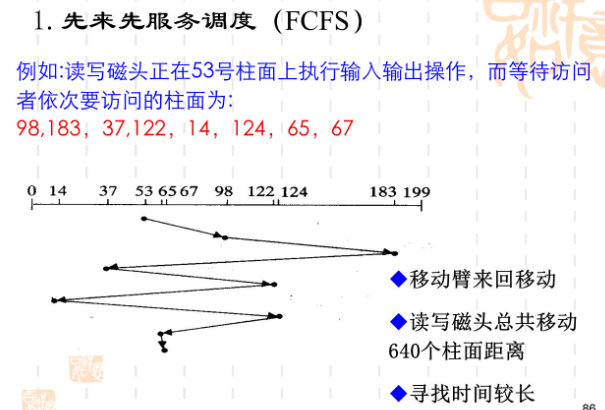 1. 先来先服务调度（FCFS）
例如:读写磁头正在53号柱面上执行输入输出操作，而等待访问
者依次要访问的柱面为:
98,183，37,122，14，124，65，67
0 14 37 53 65 67 98 122 124 183 199
◆移动臂来回移动
◆读写磁头总共移动
640个柱面距离
◆寻找时间较长
86